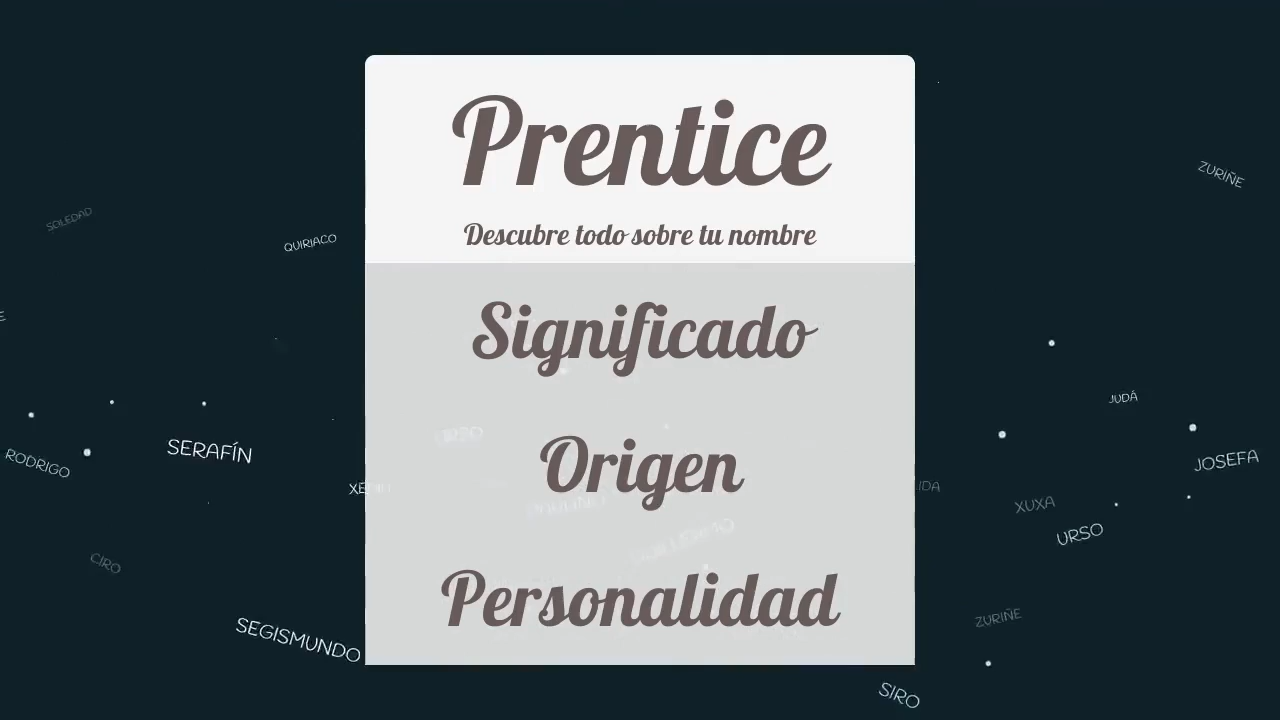 Prentice
Descubre todo sobre tu nombre
Significado
Origen
Personalidad
ZURIÑE
SOLEDAD
QUIRIACO
JUDÁ
SERAFÍN
RODRIGO
JOSEFA
XUXA
URSO
CIRO
ZURIÑE
SEGISMUNDO
SIRO